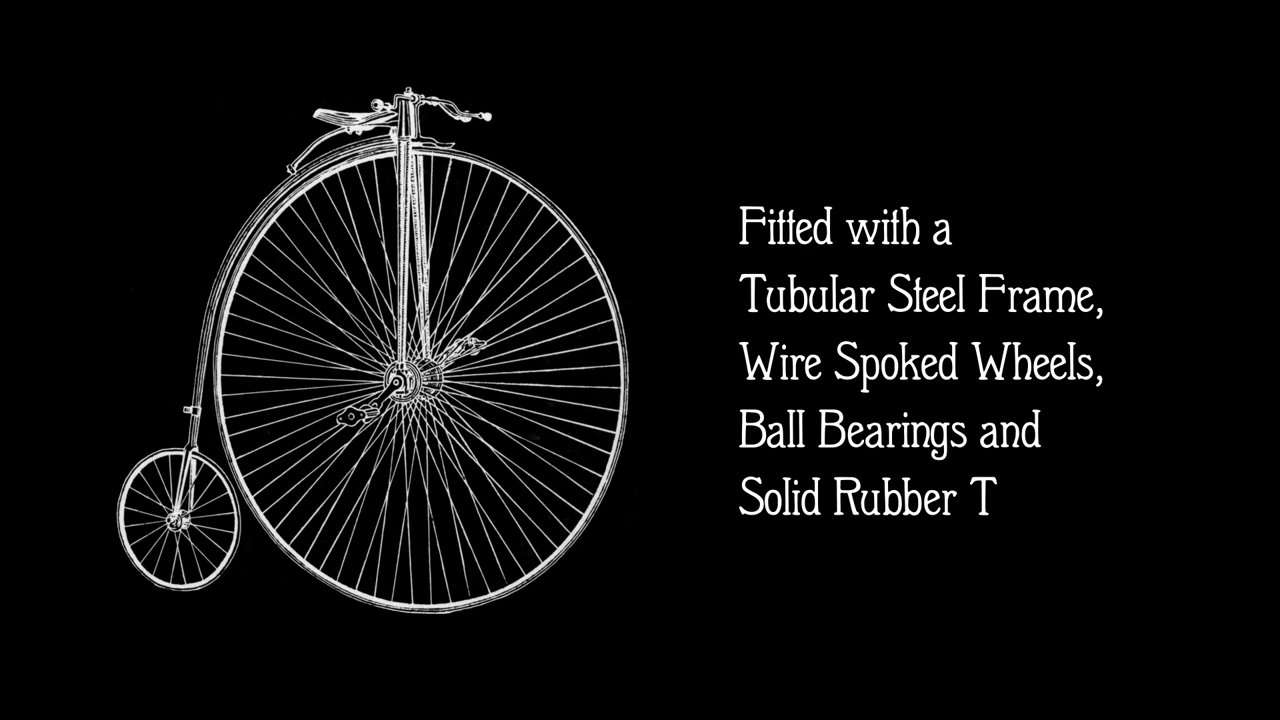 Fitted with a
Tubular Steel Frame,
Wire Spoked Wheels,
Ball Bearings and
Solid Rubber T